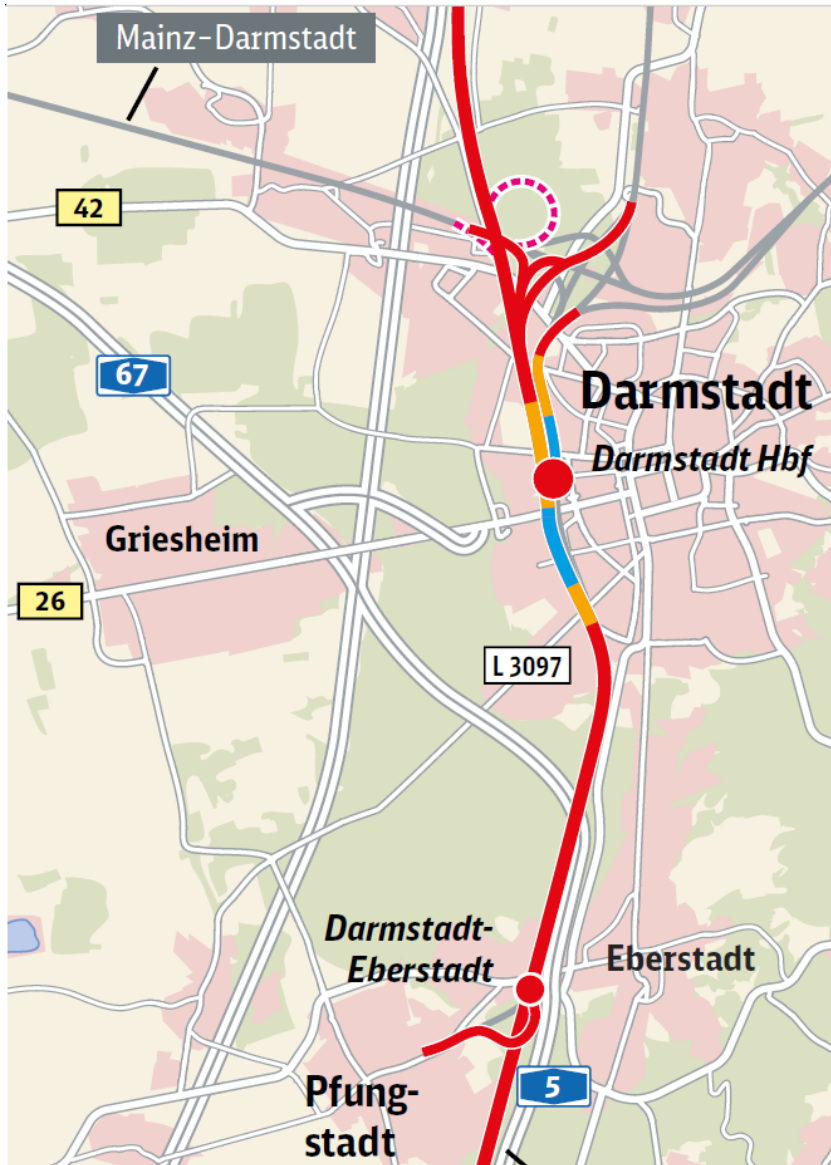 Mainz-Darmstadt
42
67
Darmstadt
Darmstadt Hbf
Griesheim
26
L 3097
Darmstadt-
Eberstadt
Eberstadt
5
Pfung-
stadt